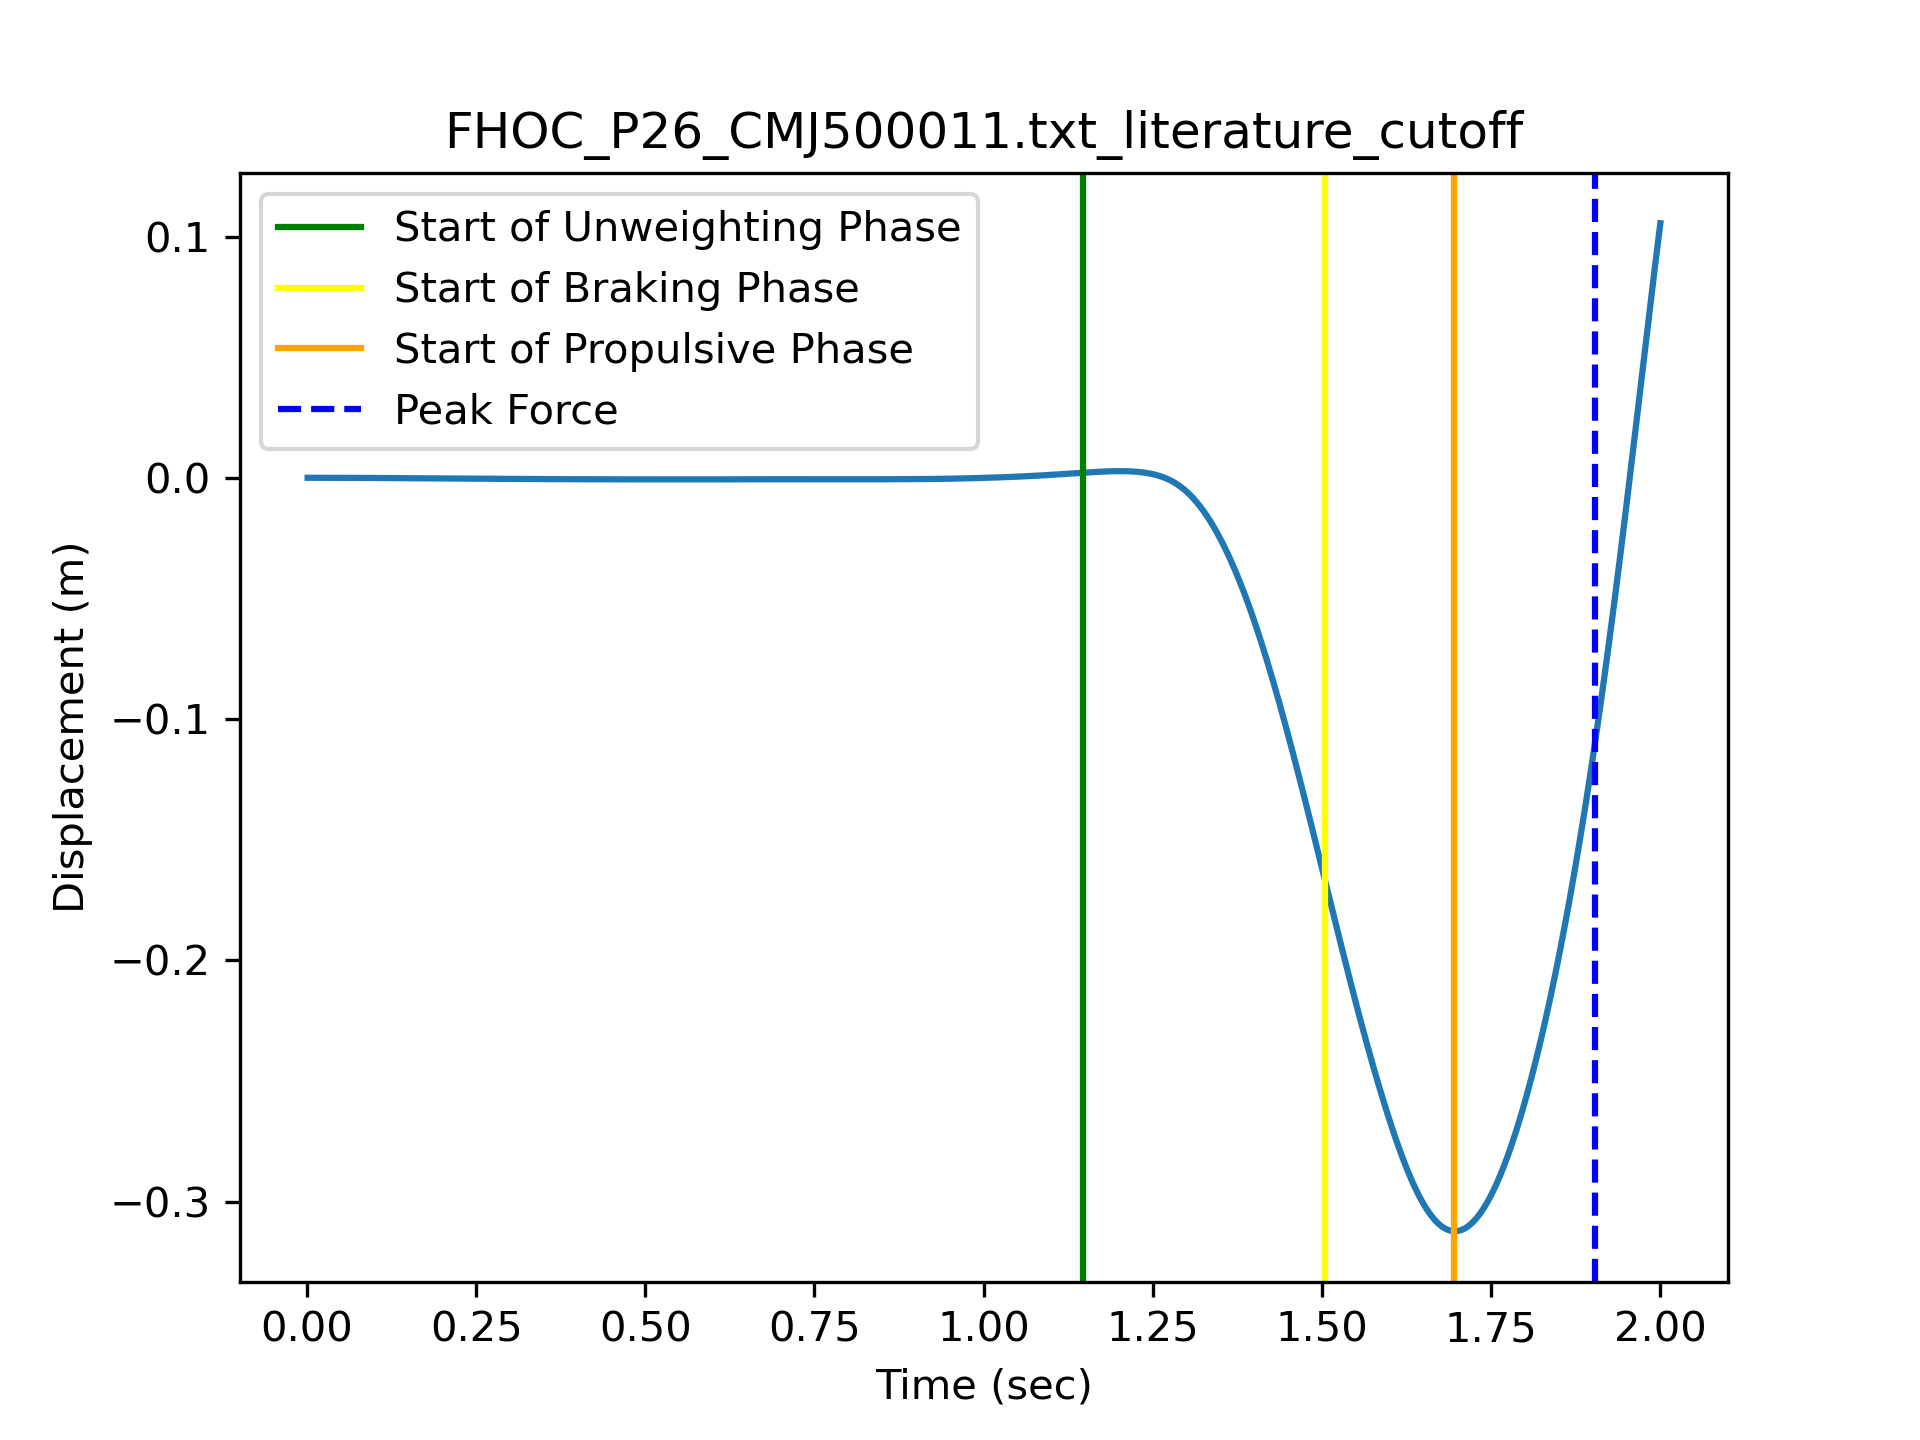 FHOC_P26_CMJ500011.txt_literature_cutoff
Start of Unweighting Phase
Start of Braking Phase
Start of Propulsive Phase
Peak Force
0.1
0.0
−0.1
−0.2
−0.3
Displacement (m)
0.00 0.25 0.50 0.75 1.00 1.25 1.50 1.75 2.00
Time (sec)